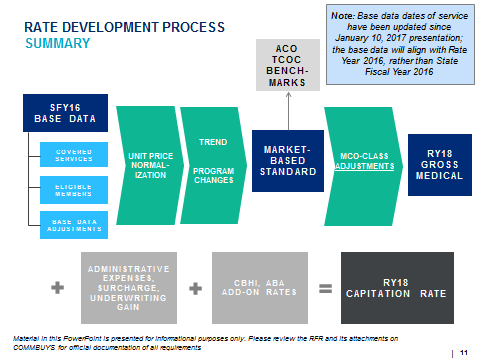 RATE DEVELOPMENT PROCESS
SUMMARY
Note: Base data dates of service
have been updated since
January 10, 2017 presentation;
the base data will align with Rate
Year 2016, rather than State
Fiscal Year 2016
ACO
TCOC
BENCH-
MARKS
SFY16
BASE DATA
COVERED
SERVICES
ELIGIBLE
MEMBERS
BASE DATA
ADJUSTMENTS
UNIT PRICE
NORMAL-
IZATION
TREND
PROGRAM
CHANGES
MARKET-
BASED
STANDARD
MCO-CLASS
ADJUSTMENTS
RY18
GROSS
MEDICAL
+
ADMINISTRATIVE
EXPENSES,
SURCHARGE,
UNDERWRITING
GAIN
+
CBHI, ABA
ADD-ON RATES
=
RY18
CAPITATION RATE
Material in this PowerPoint is presented for informational purposes only. Please review the RFR and its attachments on
COMMBUYS for official documentation of all requirements
| 11